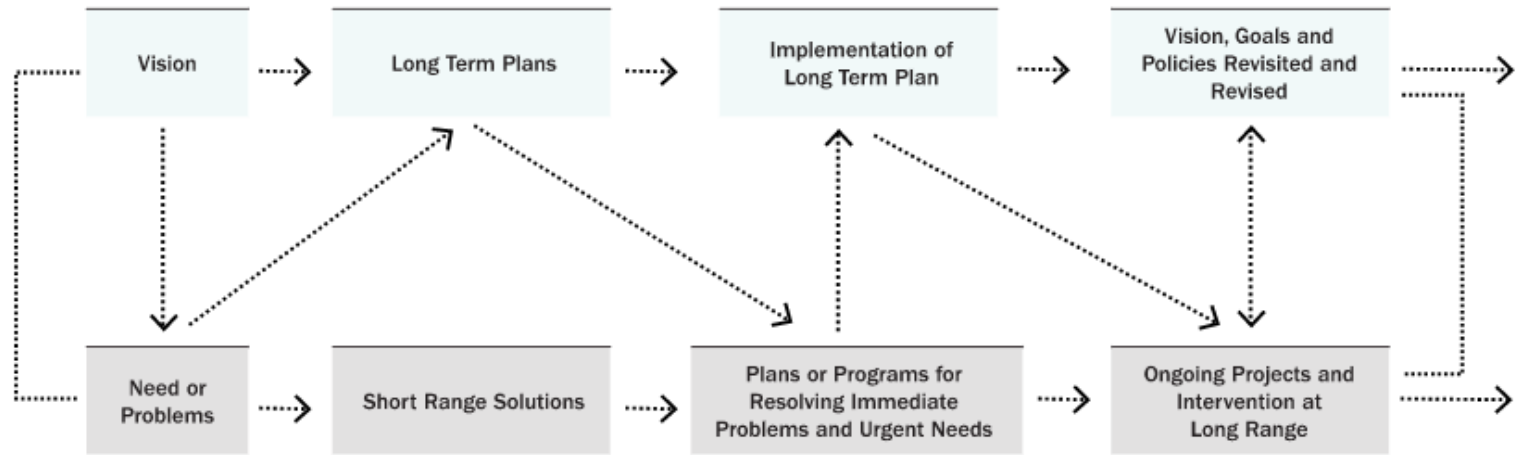 Vision
Long Term Plans
Implementation of
Long Term Plan
Vision, Goals and
Policies Revisited and
Revised
Need or
Problems
Short Range Solutions
Plans or Programs for
Resolving Immediate
Problems and Urgent Needs
Ongoing Projects and
Intervention at
Long Range